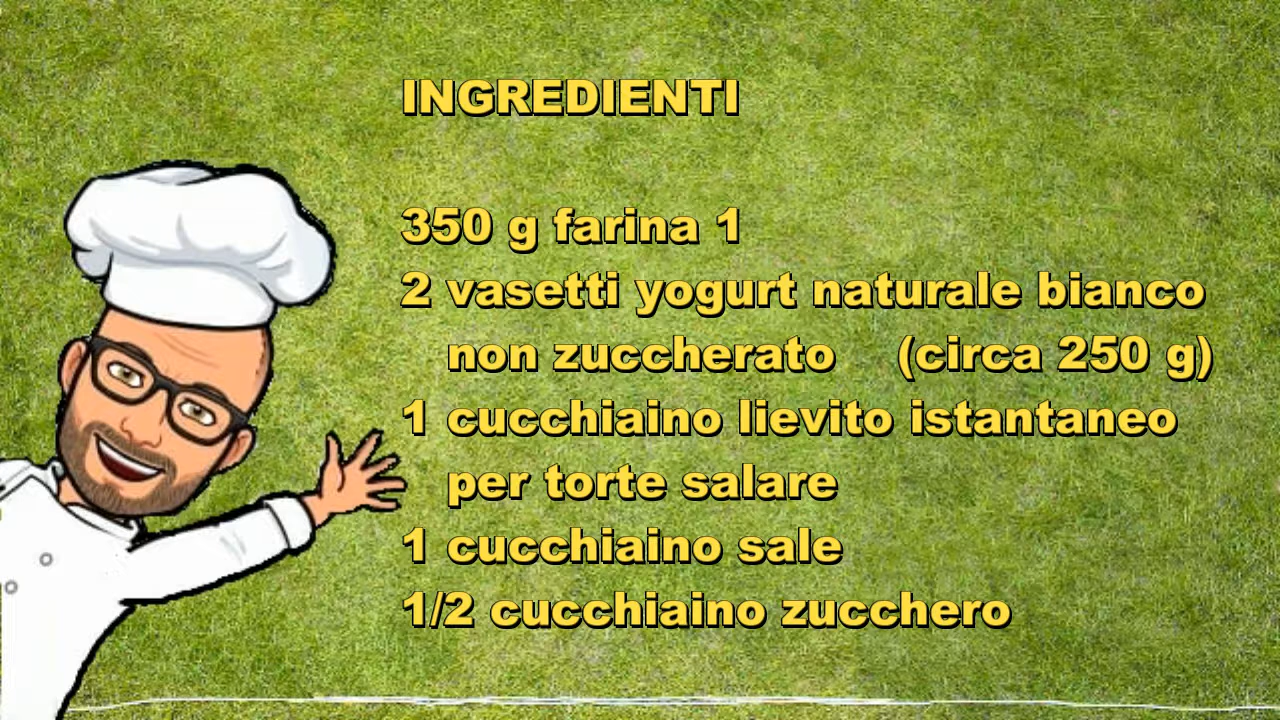 INGREDIENTI
350 g farina 1
2 vasetti yogurt naturale bianco
non zuccherato (circa 250 g)
1 cucchiaino lievito istantaneo
per torte salare
1 cucchiaino sale
1/2 cucchiaino zucchero